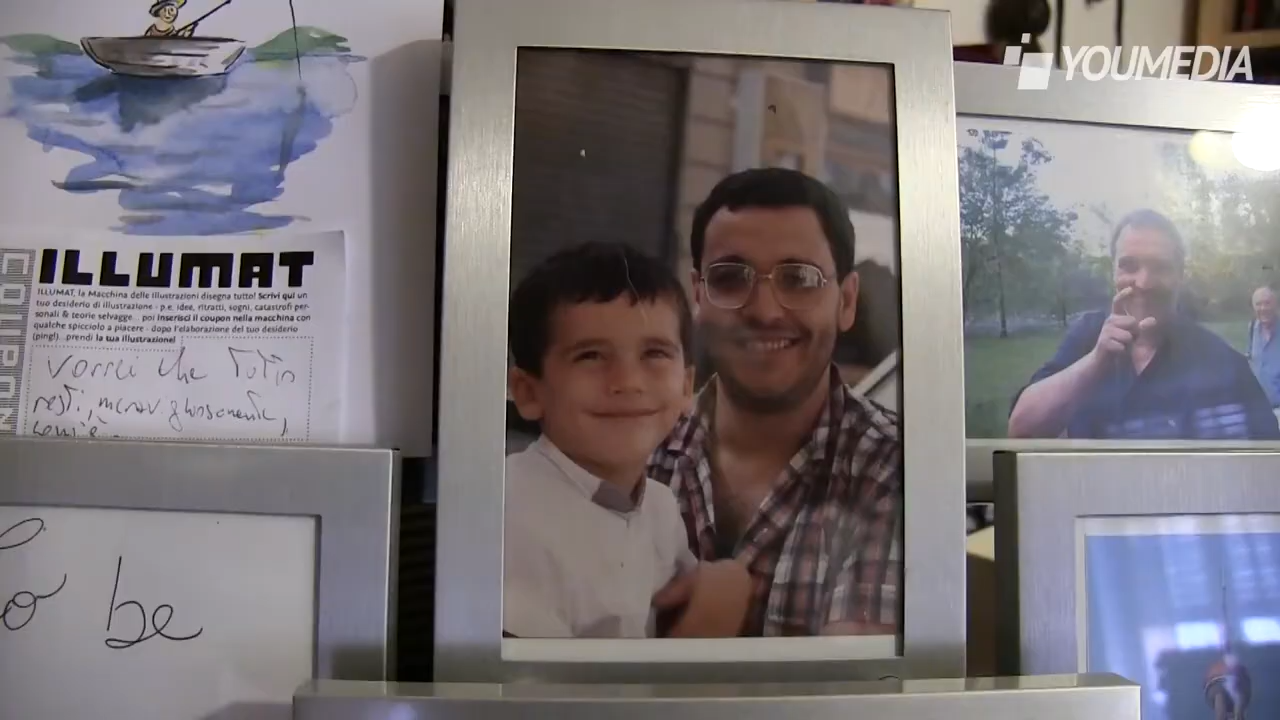 YOUMEDIA
ILLUMAT
ILLUMAT, la Macchina delle Illustrazioni disegna tutto! Scrivi qui un
tuo desiderio di illustrazione - p.e. idee, ritratti, sogni, catastrofi per-
sonali & teorie selvagge... poi inserisci il coupon nella macchina con
qualche spicciolo a piacere - dopo l'elaborazione del tuo desiderio
(pling!)...prendi la tua illustrazione!
vorrei che
resti,
be